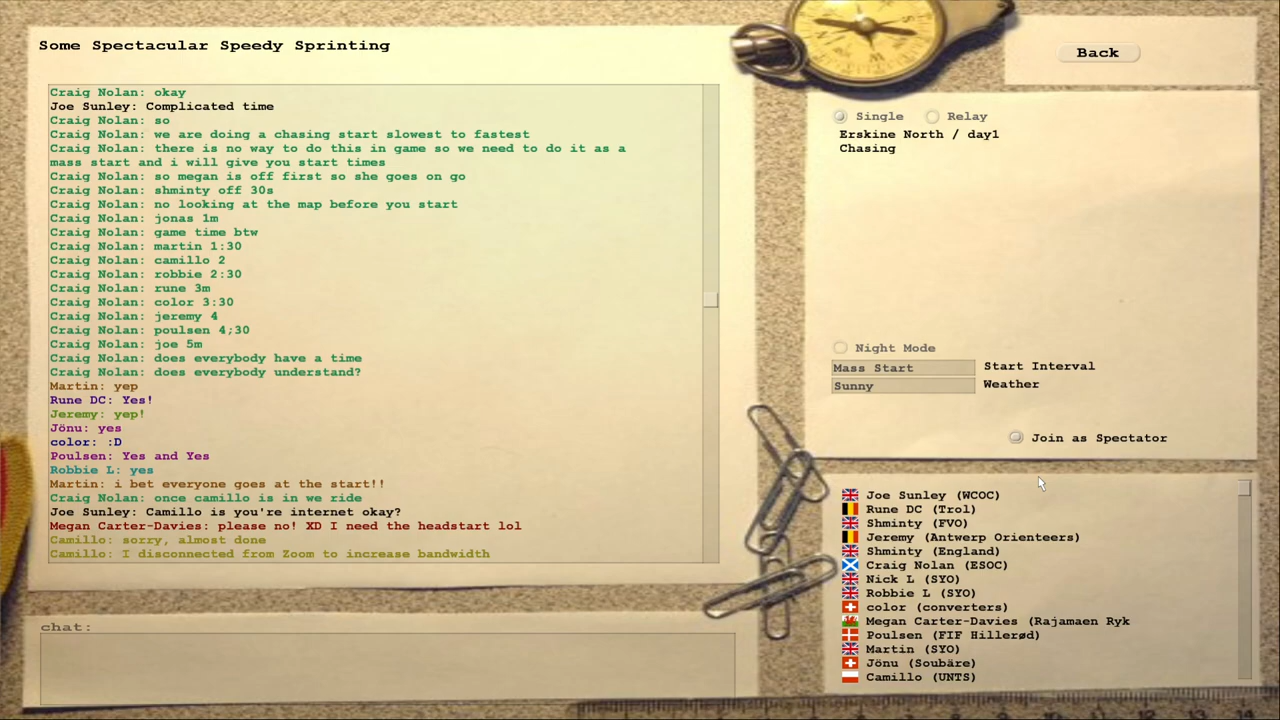 Some Spectacular Speedy Sprinting
Craig Nolan: okay
Joe Sunley: Complicated time
Craig Nolan: so
Craig Nolan: we are doing a chasing start slowest to fastest
Craig Nolan: there is no way to do this in game so we need to do it as a
mass start and i will give you start times
Craig Nolan: so megan is off first so she goes on go
Craig Nolan: shminty off 30s
Craig Nolan: no looking at the map before you start
Craig Nolan: jonas 1m
Craig Nolan: game time btw
Craig Nolan: martin 1:30
Craig Nolan: camillo 2
Craig Nolan: robbie 2:30
Craig Nolan: rune 3m
Craig Nolan: color 3:30
Craig Nolan: jeremy 4
Craig Nolan: poulsen 4;30
Craig Nolan: joe 5m
Craig Nolan: does everybody have a time
Craig Nolan: does everybody understand?
Martin: yep
Rune DC: Yes!
Jeremy: yep!
Jönu: yes
color: :D
Poulsen: Yes and Yes
Robbie L: yes
Martin: i bet everyone goes at the start!!
Craig Nolan: once camillo is in we ride
Joe Sunley: Camillo is you're internet okay?
Megan Carter-Davies: please no! XD I need the headstart lol
Camillo: sorry, almost done
Camillo: I disconnected from Zoom to increase bandwidth
chat:
Back
Single
Relay
Erskine North / day1
Chasing
Night Mode
Mass Start
Start Interval
Sunny
Weather
Join as Spectator
Joe Sunley (WCOC)
Rune DC (Trol)
Shminty (FVO)
Jeremy (Antwerp Orienteers)
Shminty (England)
Craig Nolan (ESOC)
Nick L (SYO)
Robbie L (SYO)
color (converters)
Megan Carter-Davies (Rajamaen Ryk
Poulsen (FIF Hillerød)
Martin (SYO)
Jönu (Soubäre)
Camillo (UNTS)